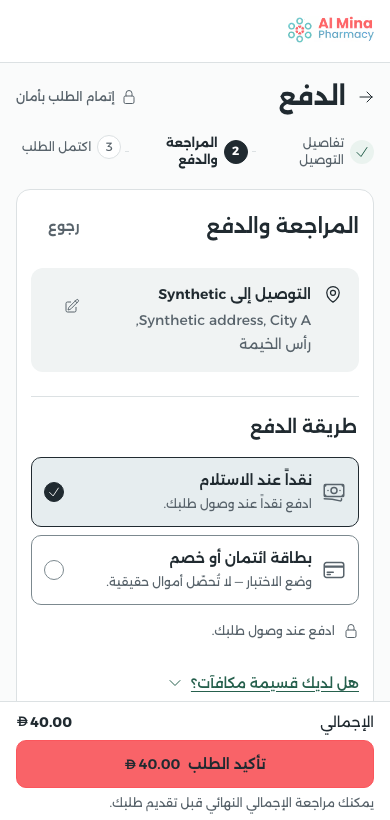 Al Mina
Pharmacy
الدفع
إتمام الطلب بأمان
تفاصيل
التوصيل
2
المراجعة
والدفع
3
اكتمل الطلب
المراجعة والدفع
رجوع
التوصيل إلى Synthetic
Synthetic address, City A,
رأس الخيمة
طريقة الدفع
نقداً عند الاستلام
ادفع نقداً عند وصول طلبك.
بطاقة ائتمان أو خصم
وضع الاختبار — لا تُحصّل أموال حقيقية.
ادفع عند وصول طلبك.
هل لديك قسيمة مكافآت؟
الإجمالي
40.00
تأكيد الطلب 40.00
يمكنك مراجعة الإجمالي النهائي قبل تقديم طلبك.